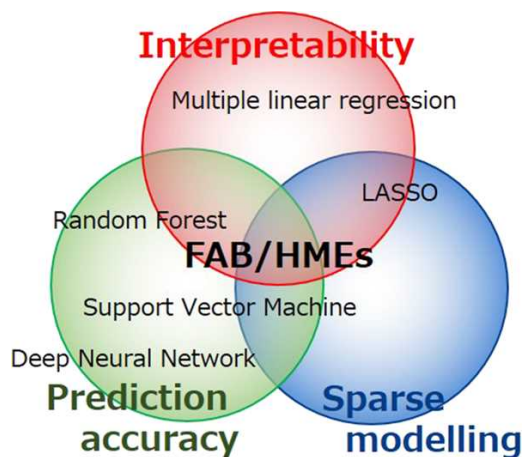 Interpretability
Multiple linear regression
LASSO
Random Forest
FAB/HMEs
Support Vector Machine
Deep Neural Network
Prediction
accuracy
Sparse
modelling